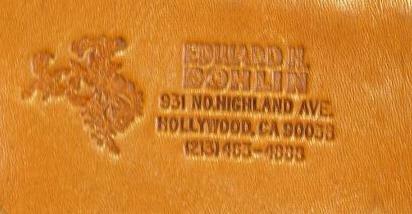 EDWARD H.
BOHLIN
931 NO. HIGHLAND AVE.
HOLLYWOOD, CA 90038
(213) 463-4888